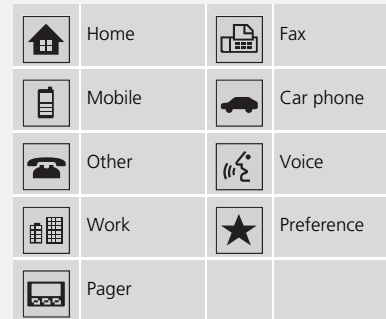 Home
Fax
Mobile
Car phone
Other
Voice
Work
Preference
Pager